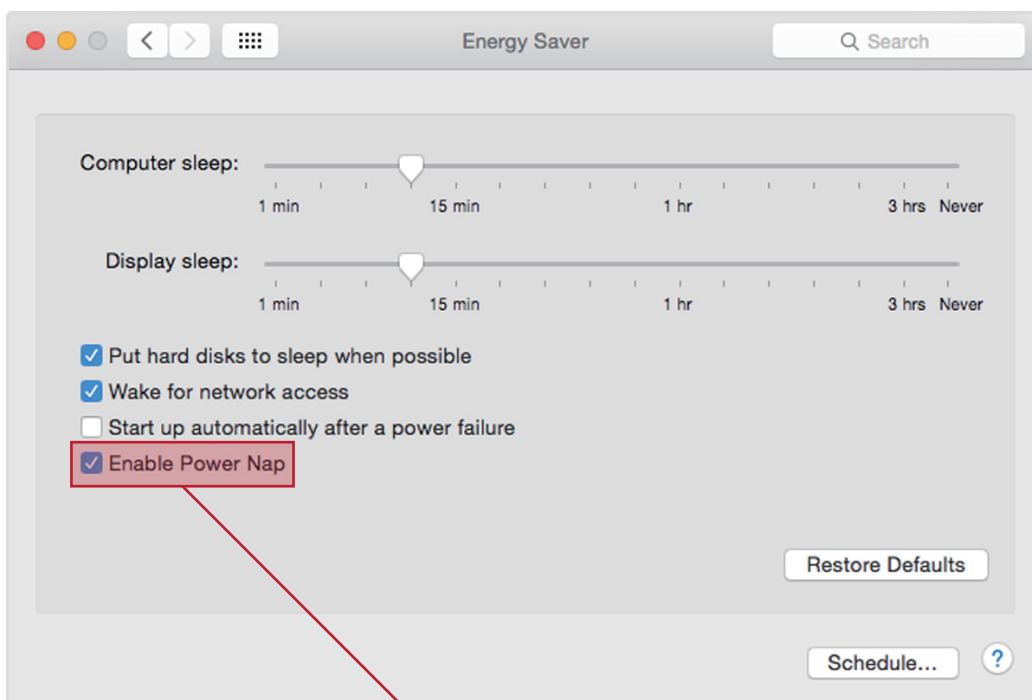 Energy Saver
Search
Computer sleep:
1 min 15 min 1 hr 3 hrs Never
Display sleep:
1 min 15 min 1 hr 3 hrs Never
Put hard disks to sleep when possible
Wake for network access
Start up automatically after a power failure
Enable Power Nap
Restore Defaults
Schedule...
?